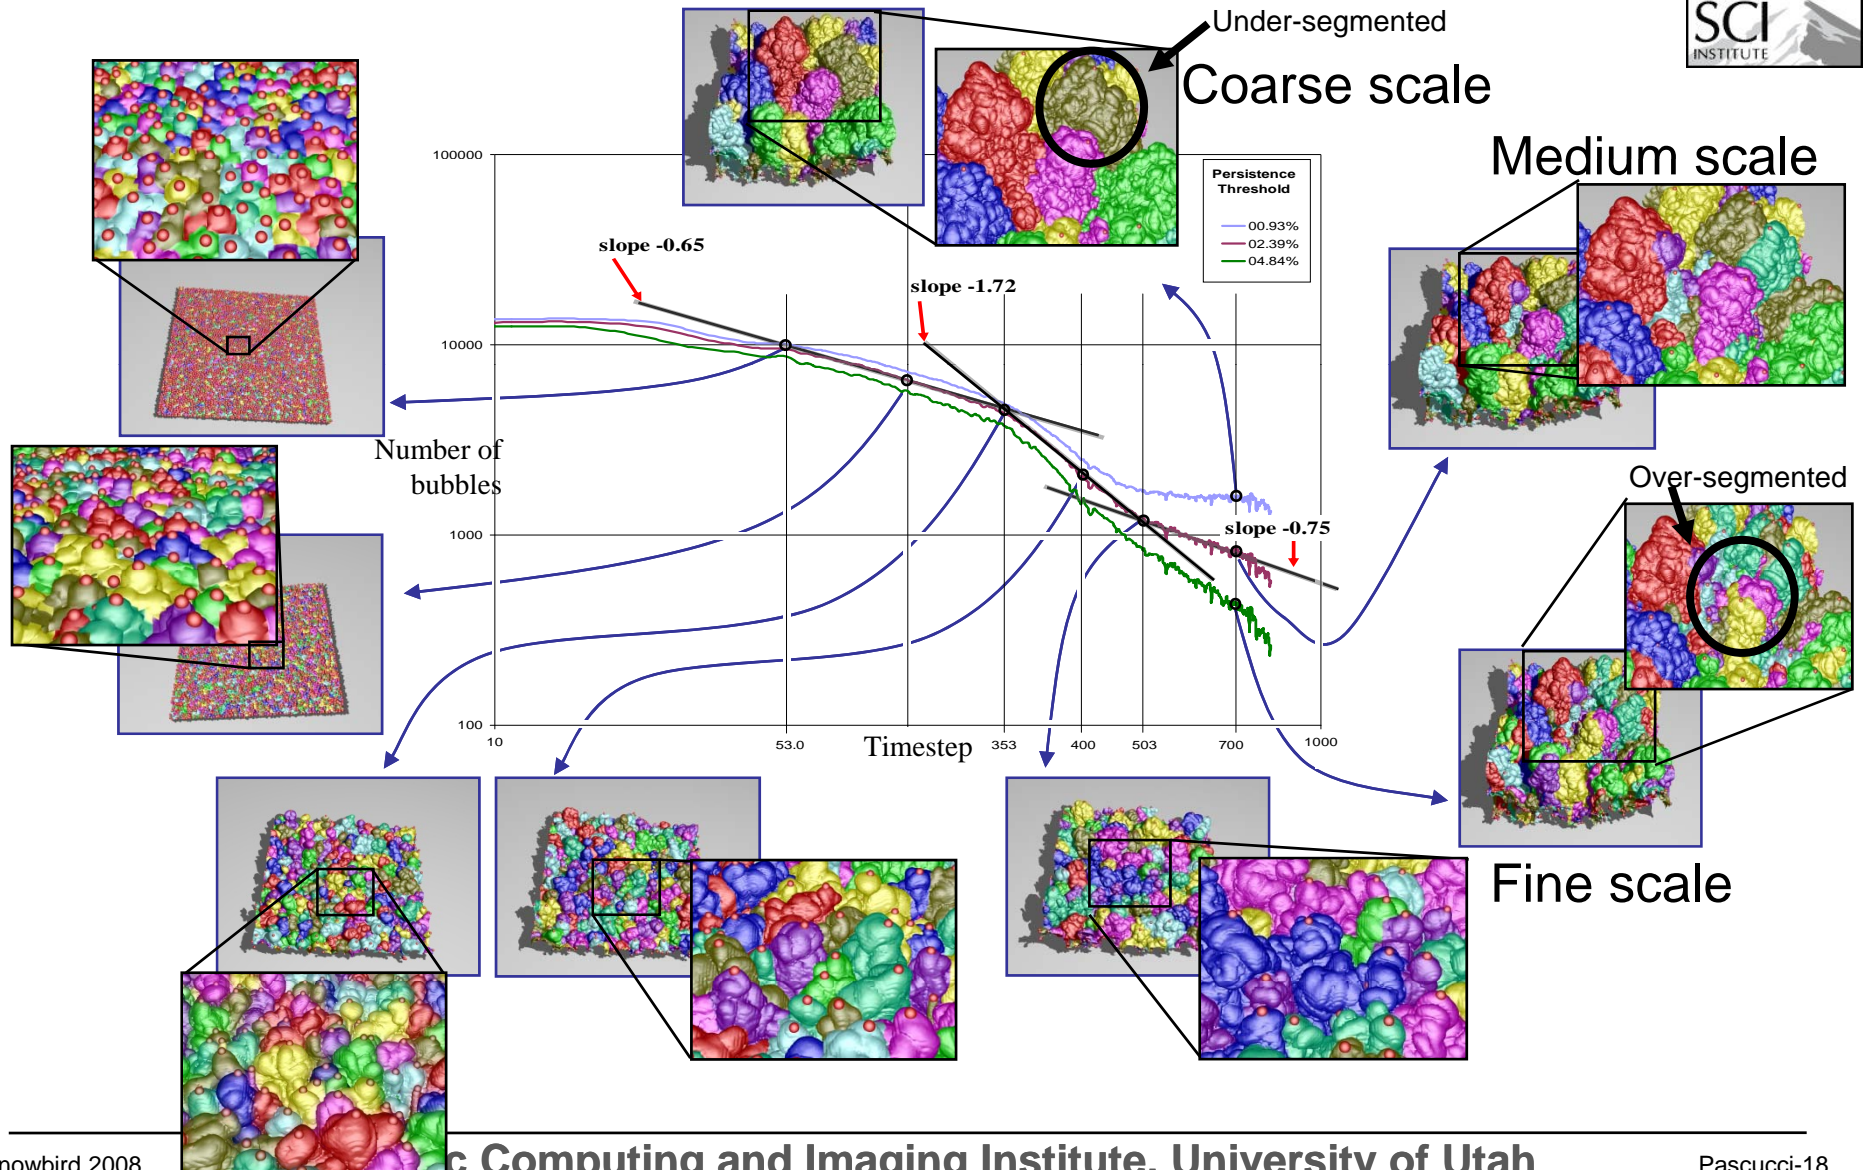 Under-segmented
SCI
INSTITUTE
Coarse scale
Medium scale
100000
Persistence
Threshold
00.93%
02.39%
04.84%
slope -0.65
slope -1.72
10000
Number of
bubbles
Over-segmented
slope -0.75
1000
100
10
53.0
Timestep
353
400
503
700
1000
Fine scale
2008
Computing and Imaging Institute, University of Utah
Pascucci-18